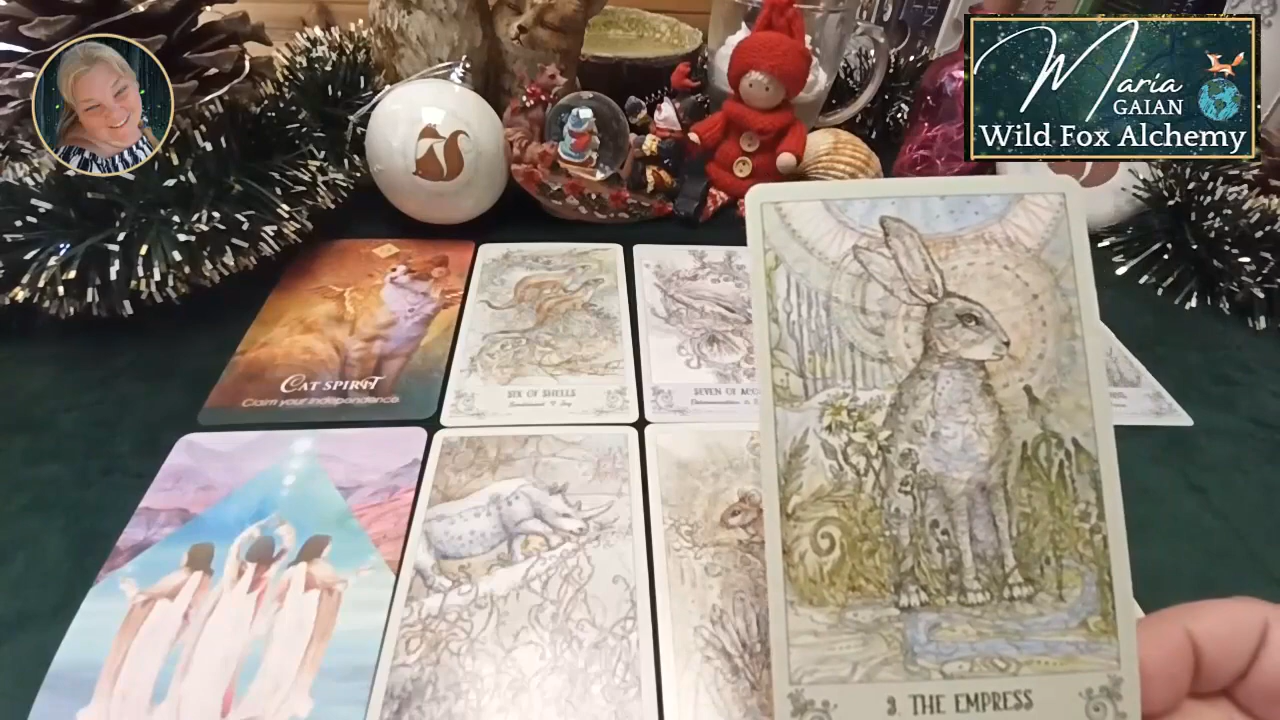 Maria
GAIAN
Wild Fox Alchemy
CAT SPIRIT
Claim your independence
SIX OF SHELLS
SEVEN OF
3. THE EMPRESS